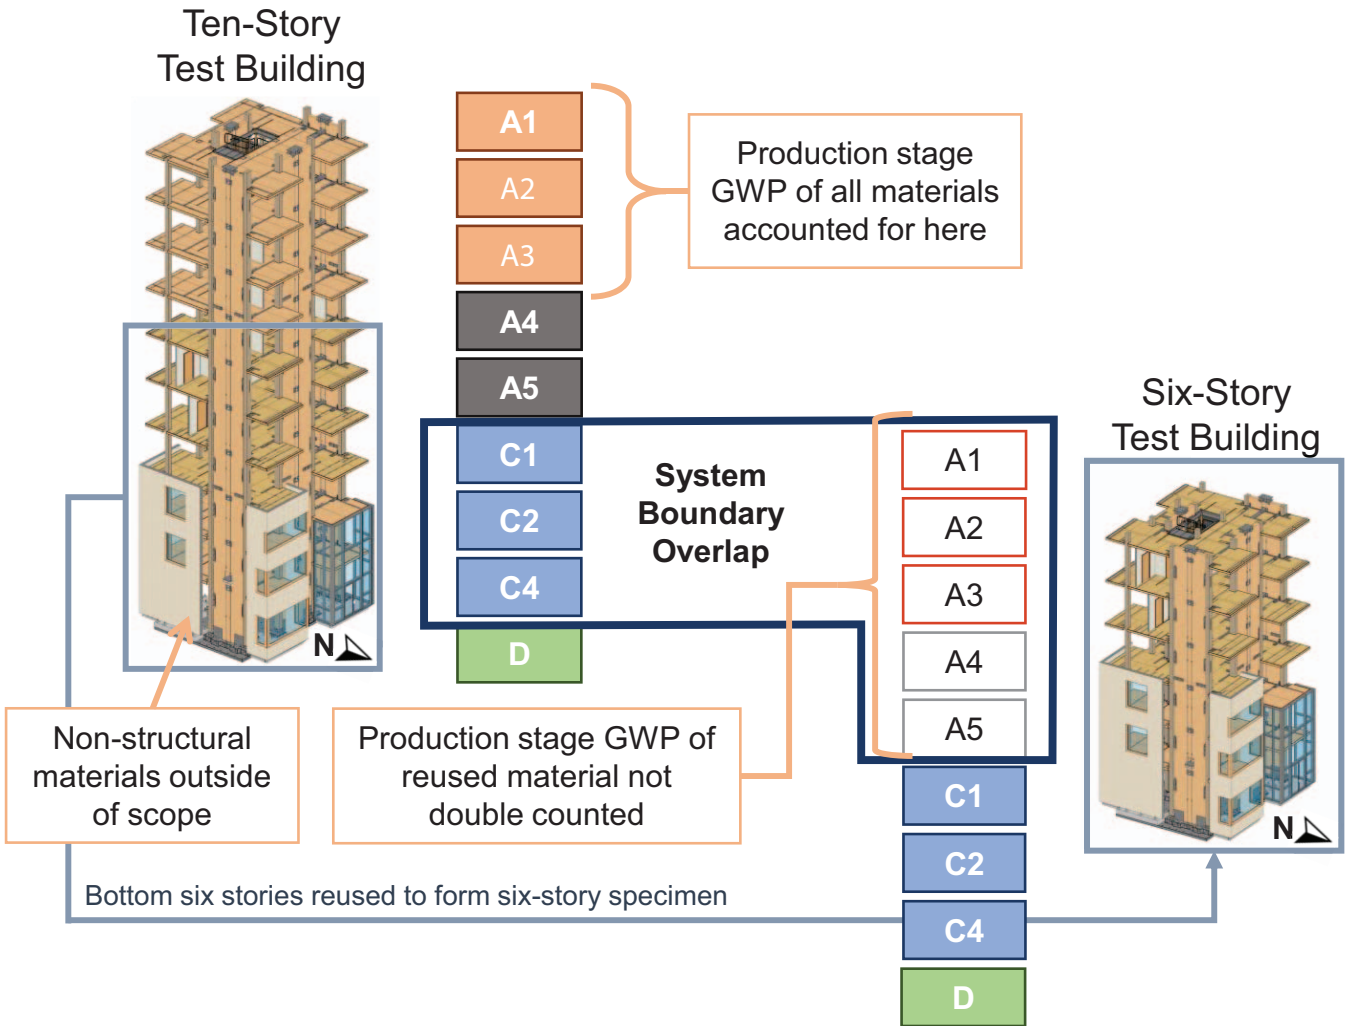 Ten-Story
Test Building
A1
A2
A3
A4
A5
C1
C2
C4
D
Production stage
GWP of all materials
accounted for here
System
Boundary
Overlap
A1
A2
A3
A4
A5
C1
C2
C4
D
Six-Story
Test Building
N
N
Non-structural
materials outside
of scope
Production stage GWP of
reused material not
double counted
Bottom six stories reused to form six-story specimen